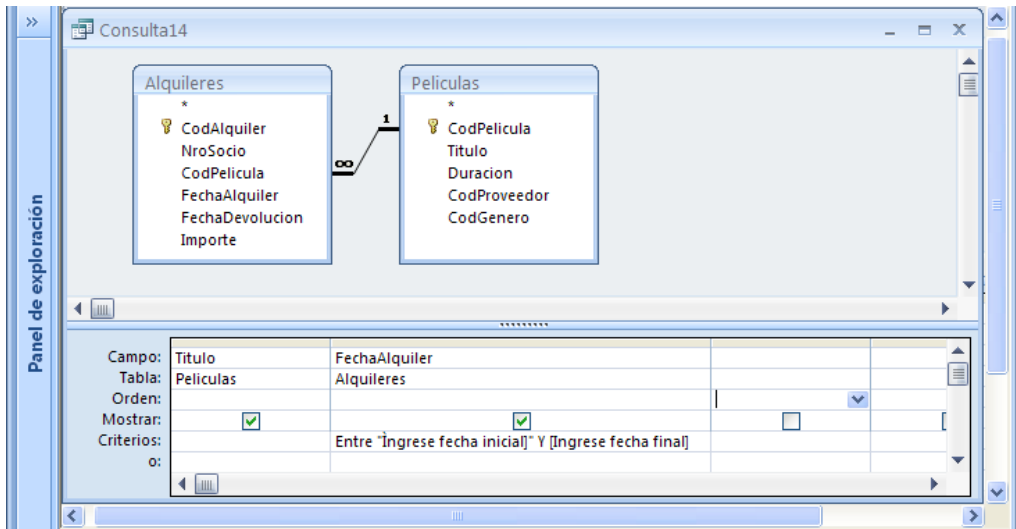 »
Consulta14
Panel de exploración
Alquileres
*
CodAlquiler
NroSocio
CodPelicula
FechaAlquiler
FechaDevolucion
Importe
1
∞
Peliculas
*
CodPelicula
Titulo
Duracion
CodProveedor
CodGenero
Campo: Titulo FechaAlquiler
Tabla: Peliculas Alquileres
Orden:
Mostrar:
Criterios: Entre "Ìngrese fecha inicial]" Y [Ingrese fecha final]
o: